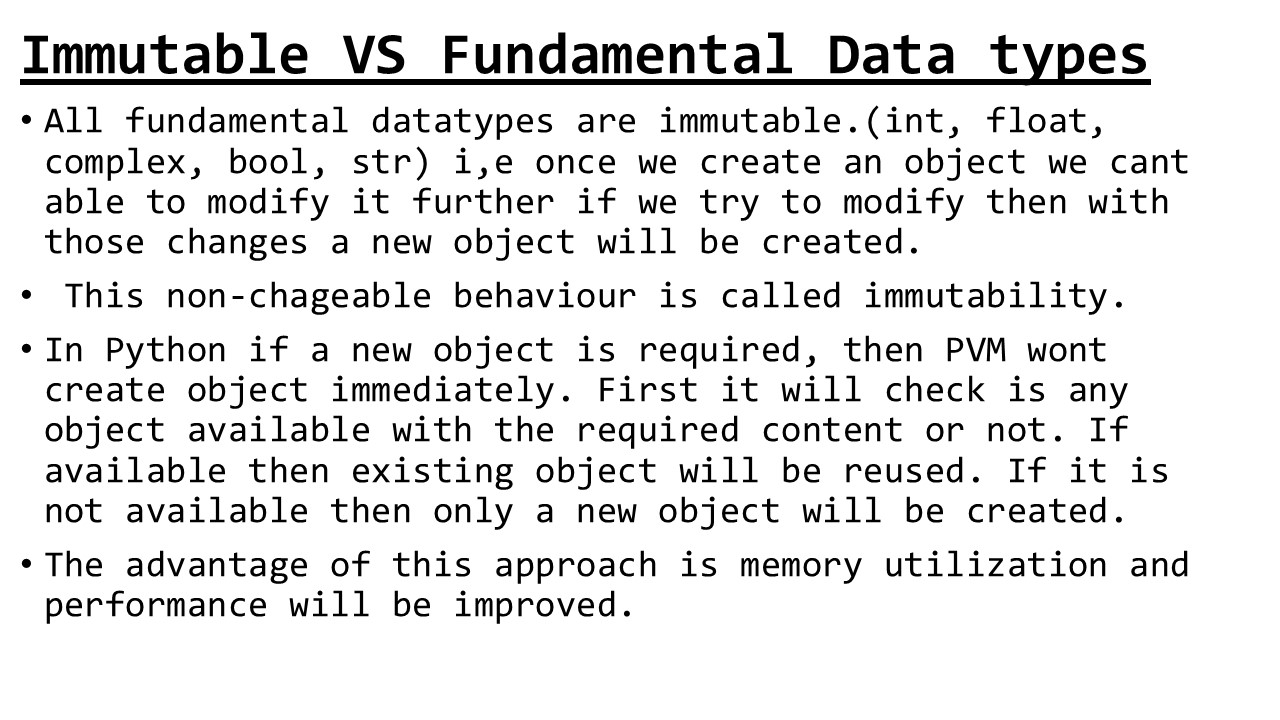 Immutable VS Fundamental Data types
• All fundamental datatypes are immutable.(int, float,
complex, bool, str) i,e once we create an object we cant
able to modify it further if we try to modify then with
those changes a new object will be created.
• This non-chageable behaviour is called immutability.
• In Python if a new object is required, then PVM wont
create object immediately. First it will check is any
object available with the required content or not. If
available then existing object will be reused. If it is
not available then only a new object will be created.
• The advantage of this approach is memory utilization and
performance will be improved.